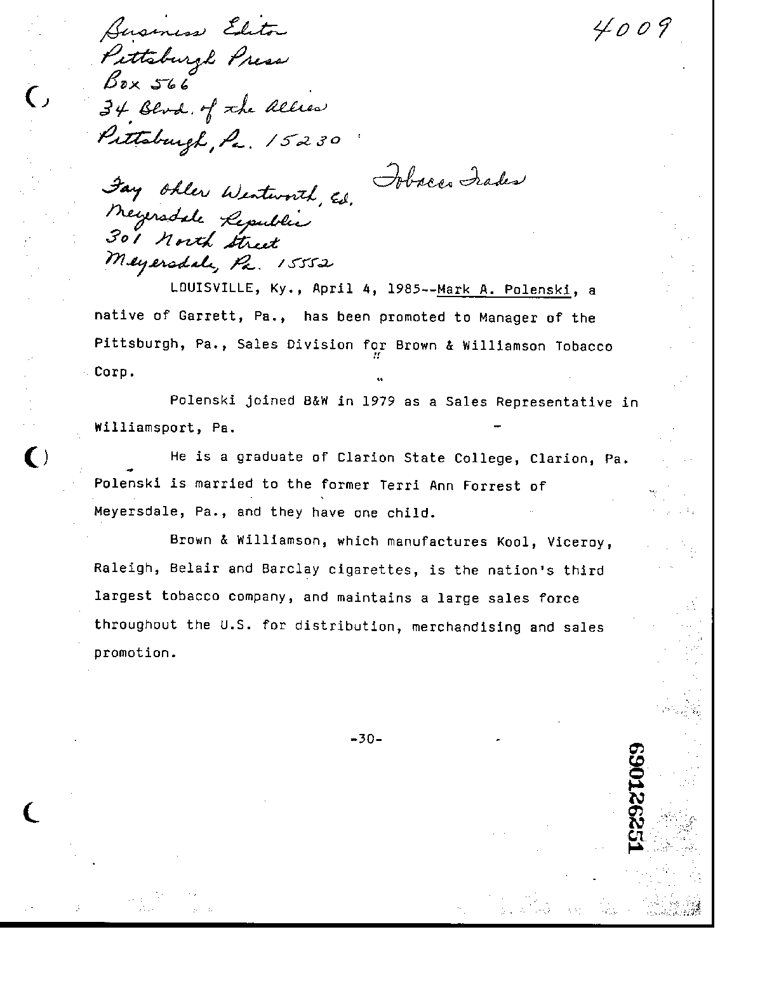 Business Editor
4009
Pittsburgh Press
Box 566
34 Blvd. of the Allies
Pittsburgh, Pa. 15230
Tobacco Trades
Fay Ohler Wentworth, Ed.
Meyersdale Republic
301 North Street
Meyersdale, Pa. 15552
LOUISVILLE, Ky., April 4, 1985--Mark A. Polenski, a
native of Garrett, Pa., has been promoted to Manager of the
Pittsburgh, Pa., Sales Division for Brown & Williamson Tobacco
Corp.
Polenski joined B&W in 1979 as a Sales Representative in
Williamsport, Pa.
He is a graduate of Clarion State College, Clarion, Pa.
Polenski is married to the former Terri Ann Forrest of
Meyersdale, Pa., and they have one child.
Brown & Williamson, which manufactures Kool, Viceroy,
Raleigh, Belair and Barclay cigarettes, is the nation's third
largest tobacco company, and maintains a large sales force
throughout the U.S. for distribution, merchandising and sales
promotion.
-30-
690126251